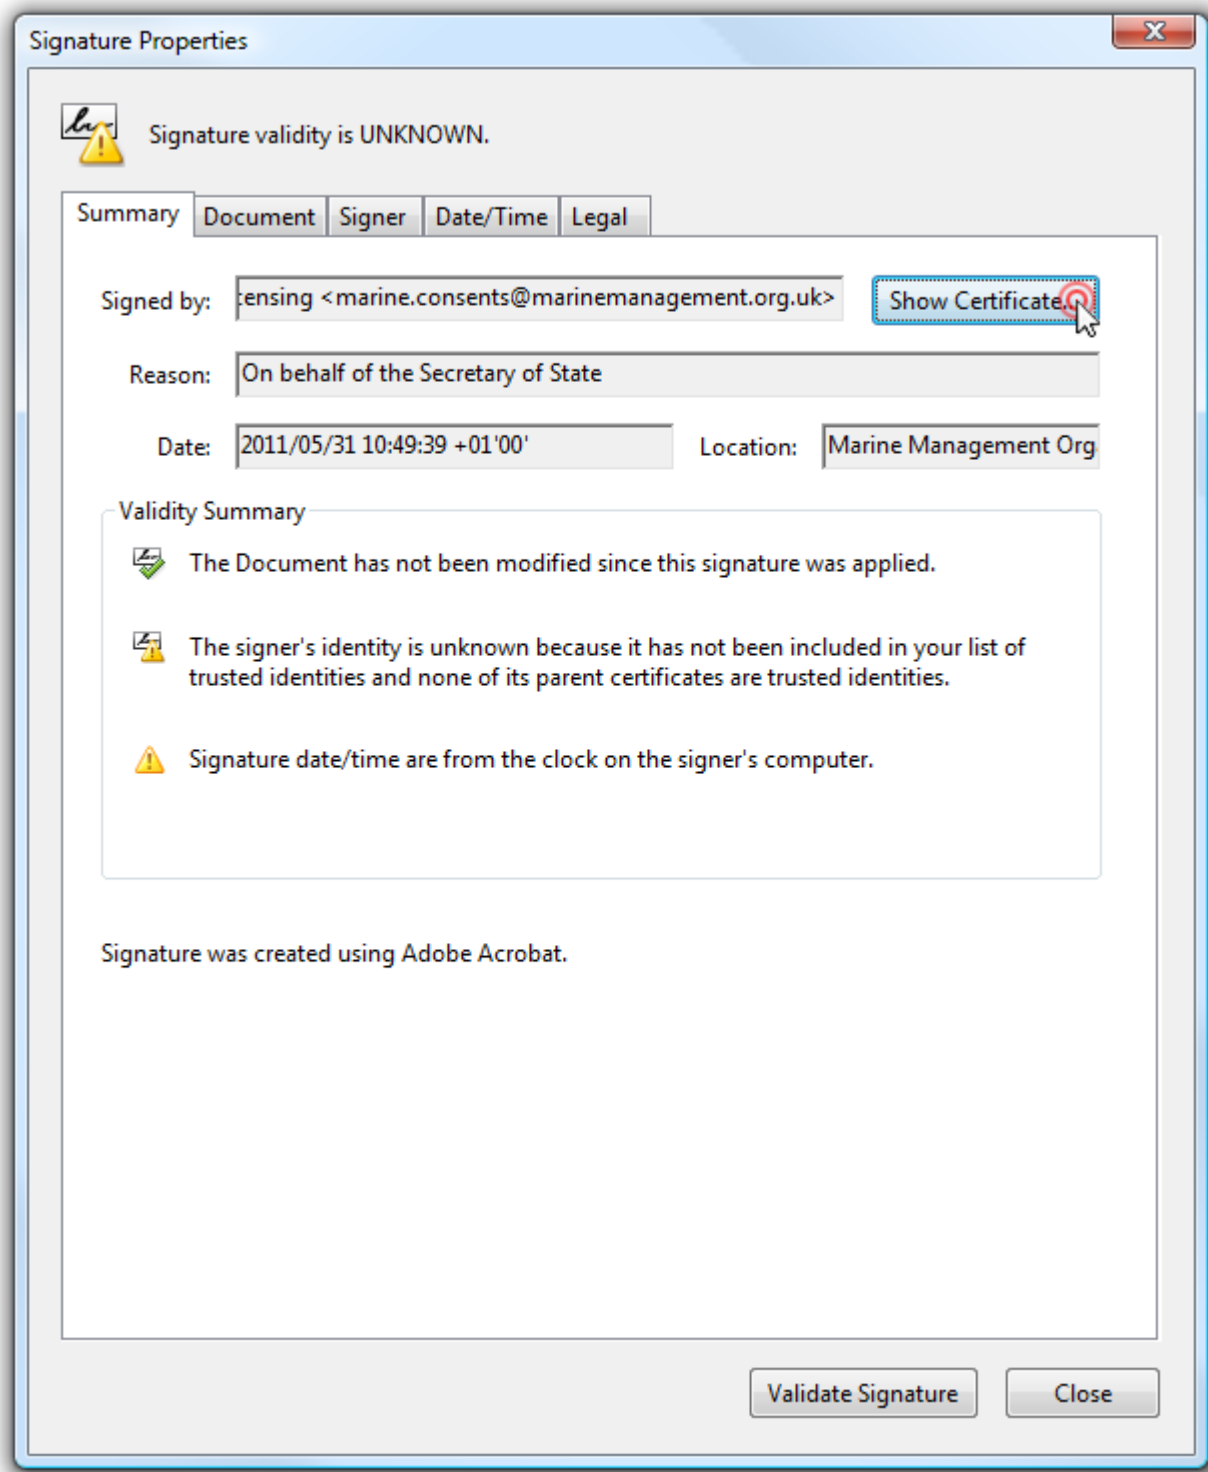 Signature Properties
Signature validity is UNKNOWN.
Summary Document Signer Date/Time Legal
Signed by: <marine.consents@marinemanagement.org.uk> Show Certificate...
Reason: On behalf of the Secretary of State
Date: 2011/05/31 10:49:39 +01'00' Location: Marine Management Org
Validity Summary
The Document has not been modified since this signature was applied.
The signer's identity is unknown because it has not been included in your list of
trusted identities and none of its parent certificates are trusted identities.
Signature date/time are from the clock on the signer's computer.
Signature was created using Adobe Acrobat.
Validate Signature Close